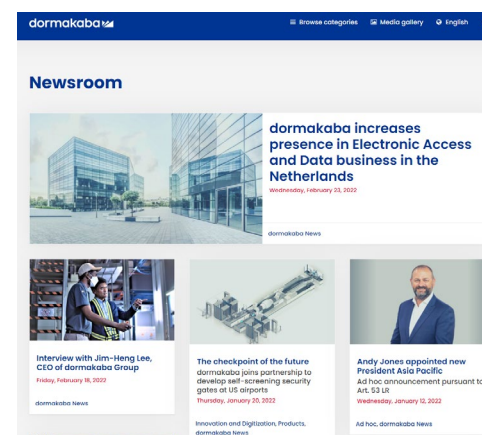 dormakaba
Browse categories
Media gallery
English
Newsroom
dormakaba increases
presence in Electronic Access
and Data business in the
Netherlands
Wednesday, February 23, 2022
dormakaba News
Interview with Jim-Heng Lee,
CEO of dormakaba Group
Friday, February 18, 2022
dormakaba News
The checkpoint of the future
dormakaba joins partnership to
develop self-screening security
gates at US airports
Thursday, January 20, 2022
Innovation and Digitization, Products,
dormakaba News
Andy Jones appointed new
President Asia Pacific
Ad hoc announcement pursuant to
Art. 53 LR
Wednesday, January 12, 2022
Ad hoc, dormakaba News